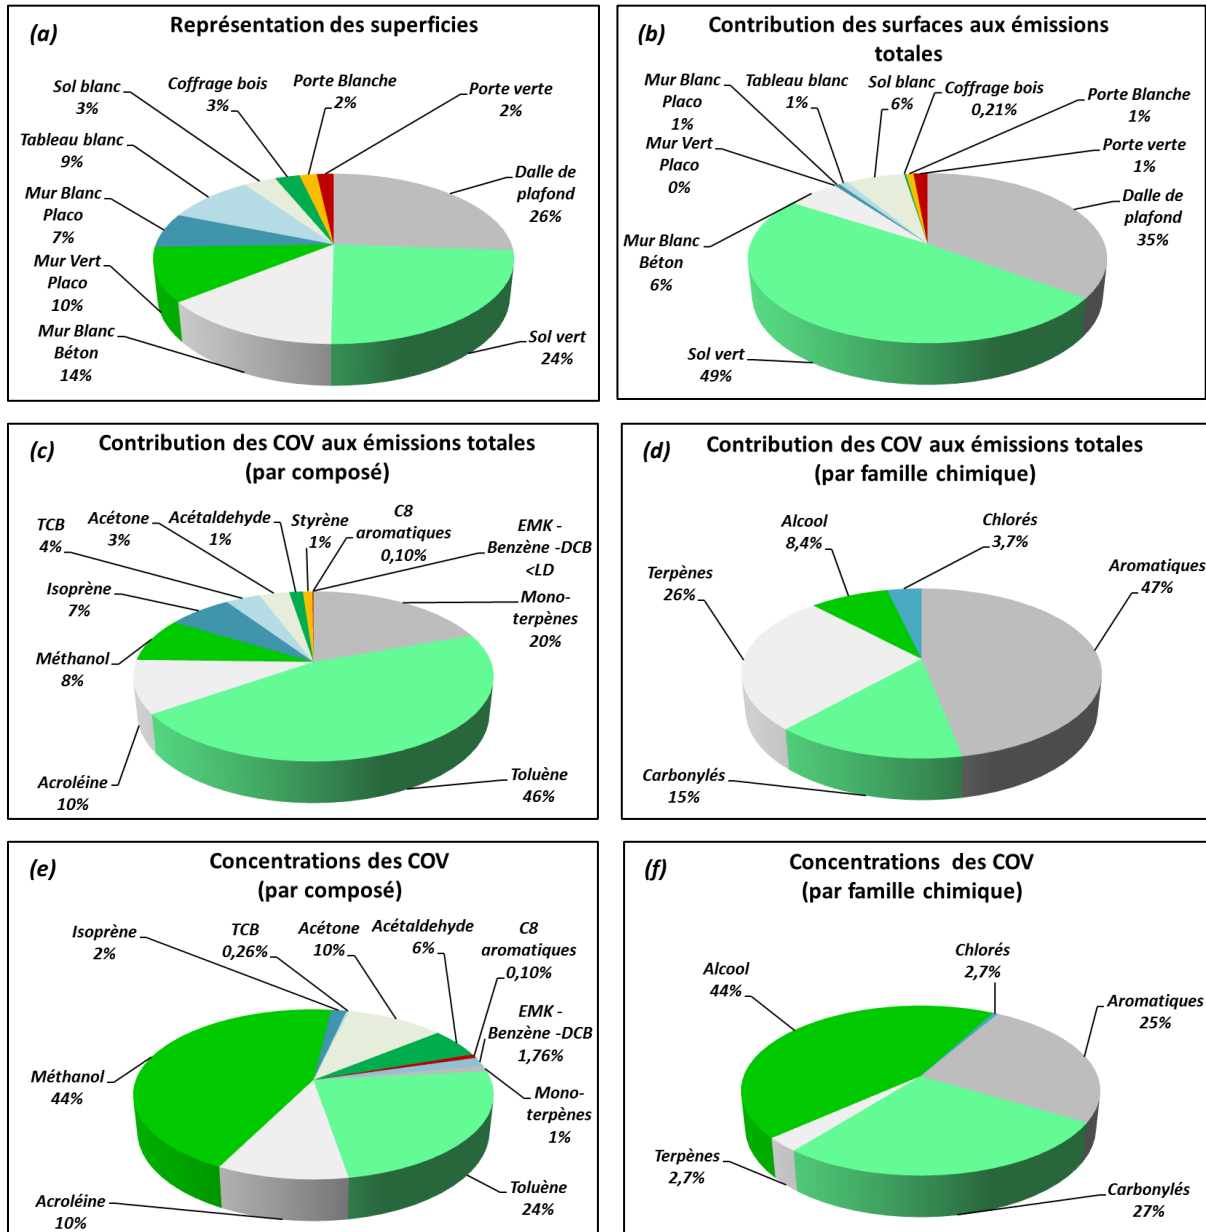 (a)
Représentation des superficies
Sol blanc
3%
Coffrage bois
3%
Porte Blanche
2%
Porte verte
2%
Tableau blanc
9%
Dalle de
plafond
26%
Mur Blanc
Placo
7%
Mur Vert
Placo
10%
Mur Blanc
Béton
14%
Sol vert
24%
(b)
Contribution des surfaces aux émissions
totales
Mur Blanc
Placo
1%
Tableau blanc
1%
Sol blanc
6%
Coffrage bois
0,21%
Porte Blanche
1%
Mur Vert
Placo
0%
Porte verte
1%
Dalle de
plafond
35%
Mur Blanc
Béton
6%
Sol vert
49%
(c)
Contribution des COV aux émissions totales
(par composé)
TCB
4%
Acétone
3%
Acétaldehyde
1%
Styrène
1%
C8
aromatiques
0,10%
EMK -
Benzène -DCB
<LD
Isoprène
7%
Mono-
terpènes
20%
Méthanol
8%
Acroléine
10%
Toluène
46%
(d)
Contribution des COV aux émissions totales
(par famille chimique)
Alcool
8,4%
Chlorés
3,7%
Terpènes
26%
Aromatiques
47%
Carbonylés
15%
(e)
Concentrations des COV
(par composé)
Isoprène
2%
TCB
0,26%
Acétone
10%
Acétaldehyde
6%
C8
aromatiques
0,10%
EMK -
Benzène -DCB
1,76%
Méthanol
44%
Mono-
terpènes
1%
Acroléine
10%
Toluène
24%
(f)
Concentrations des COV
(par famille chimique)
Alcool
44%
Chlorés
2,7%
Aromatiques
25%
Terpènes
2,7%
Carbonylés
27%